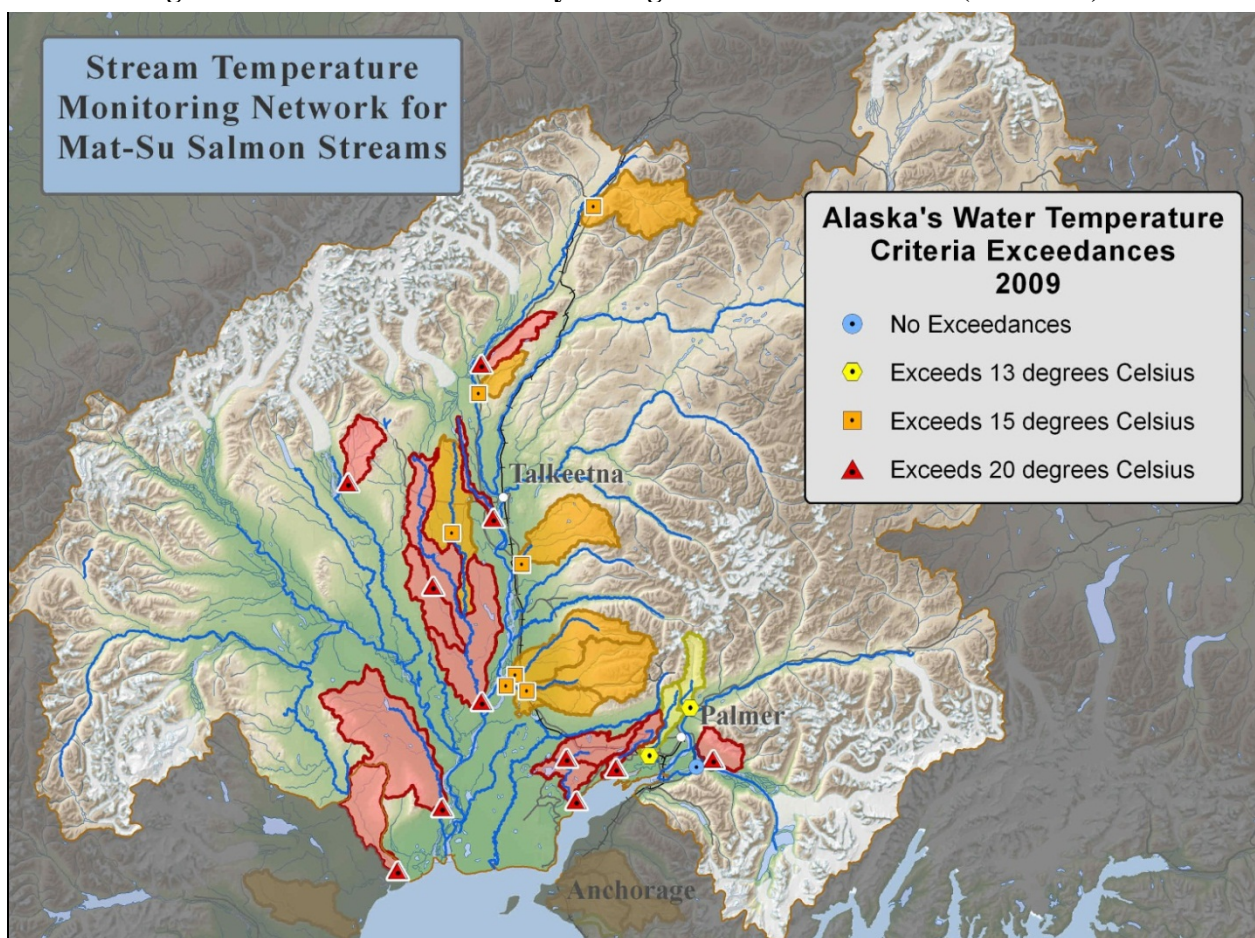 Stream Temperature
Monitoring Network for
Mat-Su Salmon Streams
Alaska's Water Temperature
Criteria Exceedances
2009
No Exceedances
Exceeds 13 degrees Celsius
Exceeds 15 degrees Celsius
Exceeds 20 degrees Celsius
Talkeetna
Palmer
Anchorage